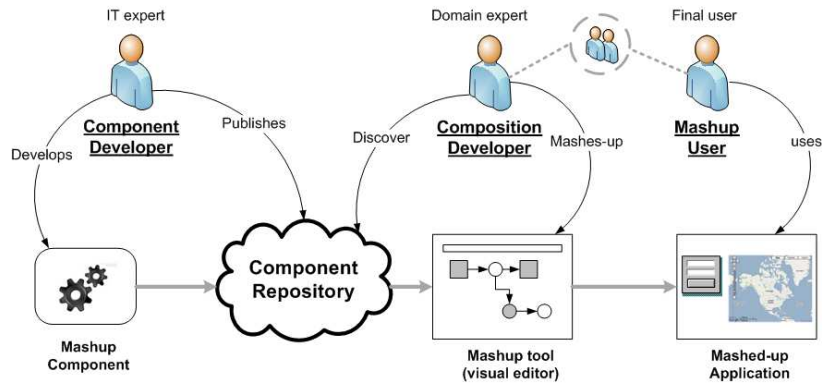 IT expert
Domain expert
Final user
Component
Developer
Publishes
Develops
Discover
Composition
Developer
Mashes-up
Mashup
User
uses
Component
Repository
Mashup
Component
Mashup tool
(visual editor)
Mashed-up
Application